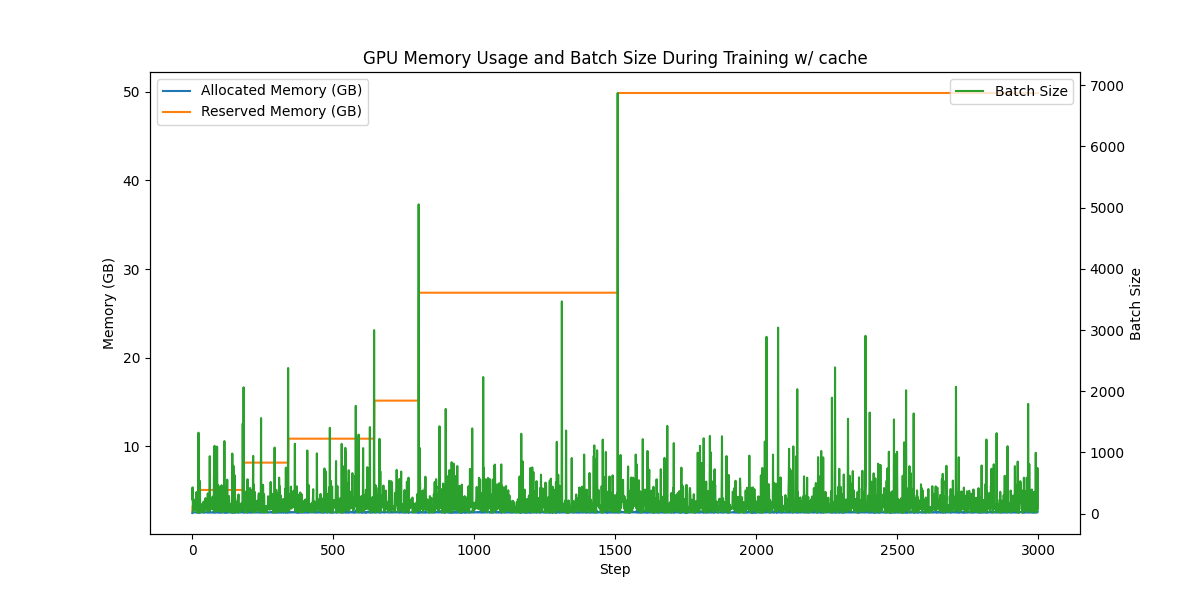 GPU Memory Usage and Batch Size During Training w/ cache
Allocated Memory (GB)
Reserved Memory (GB)
Batch Size
50
40
30
20
10
Memory (GB)
7000
6000
5000
4000
3000
2000
1000
0
Batch Size
0
500
1000
1500
2000
2500
3000
Step